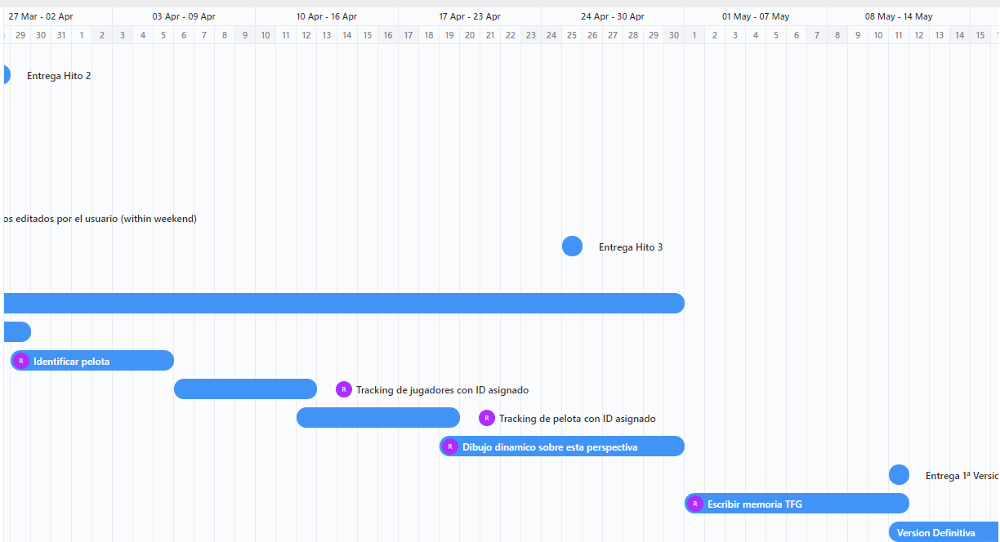 27 Mar - 02 Apr 03 Apr - 09 Apr 10 Apr - 16 Apr 17 Apr - 23 Apr 24 Apr - 30 Apr 01 May - 07 May 08 May - 14 May
29 30 31 1 2 3 4 5 6 7 8 9 10 11 12 13 14 15 16 17 18 19 20 21 22 23 24 25 26 27 28 29 30 1 2 3 4 5 6 7 8 9 10 11 12 13 14 15
Entrega Hito 2
os editados por el usuario (within weekend)
Entrega Hito 3
R Identificar pelota
R Tracking de jugadores con ID asignado
R Tracking de pelota con ID asignado
R Dibujo dinamico sobre esta perspectiva
Entrega 1ª Versio
R Escribir memoria TFG
Version Definitiva